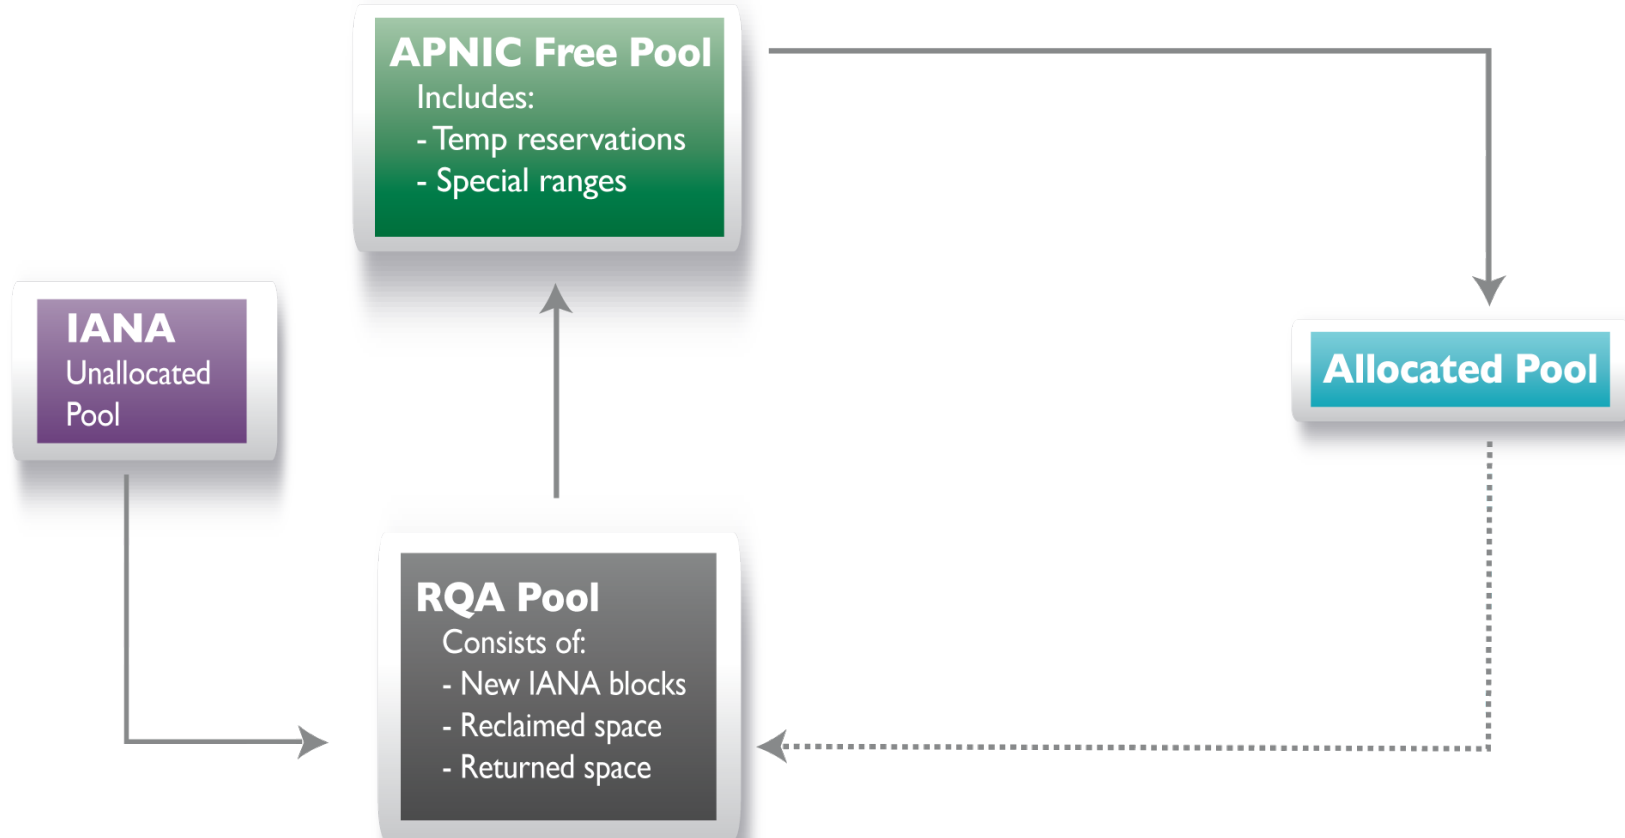 APNIC Free Pool
Includes:
- Temp reservations
- Special ranges
IANA
Unallocated
Pool
Allocated Pool
RQA Pool
Consists of:
- New IANA blocks
- Reclaimed space
- Returned space